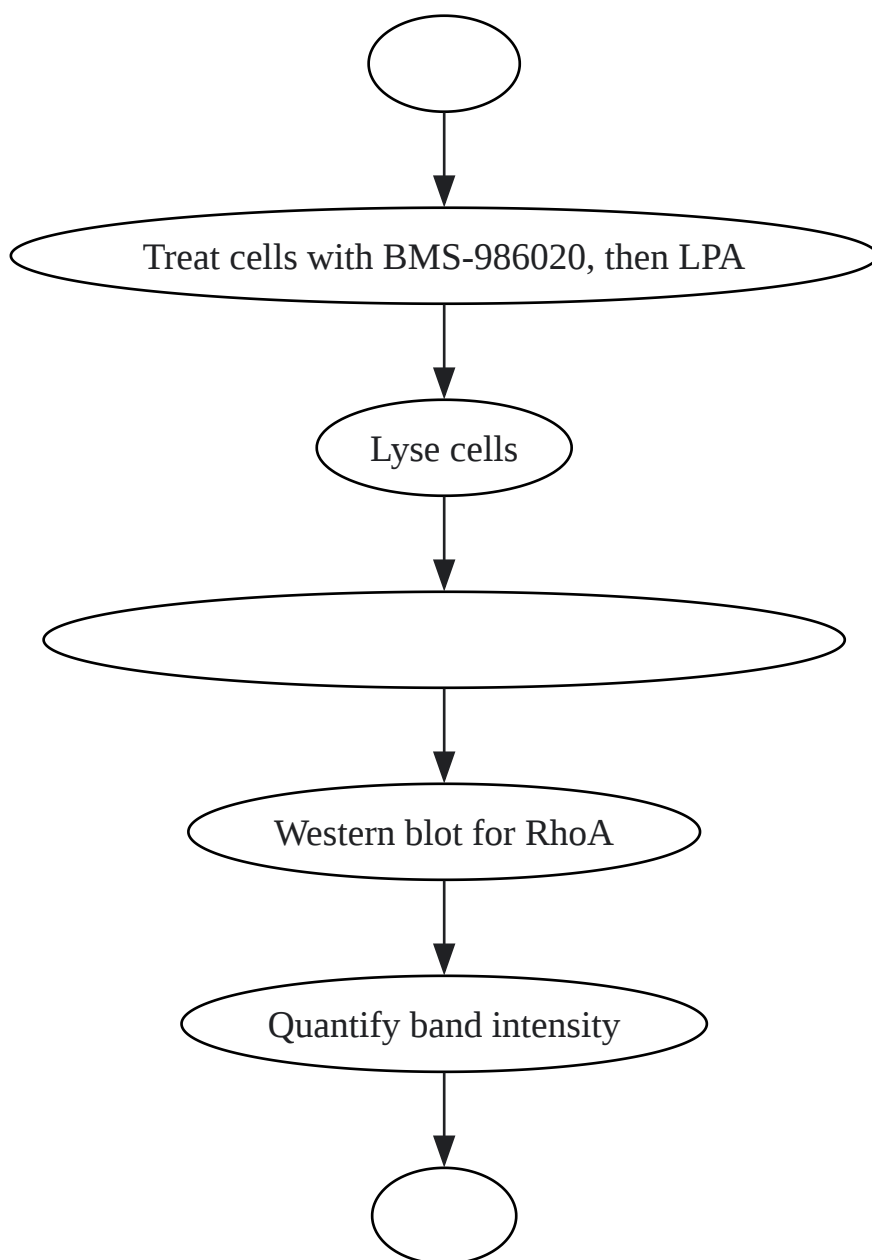 Treat cells with BMS-986020, then LPA
Lyse cells
Western blot for RhoA
Quantify band intensity